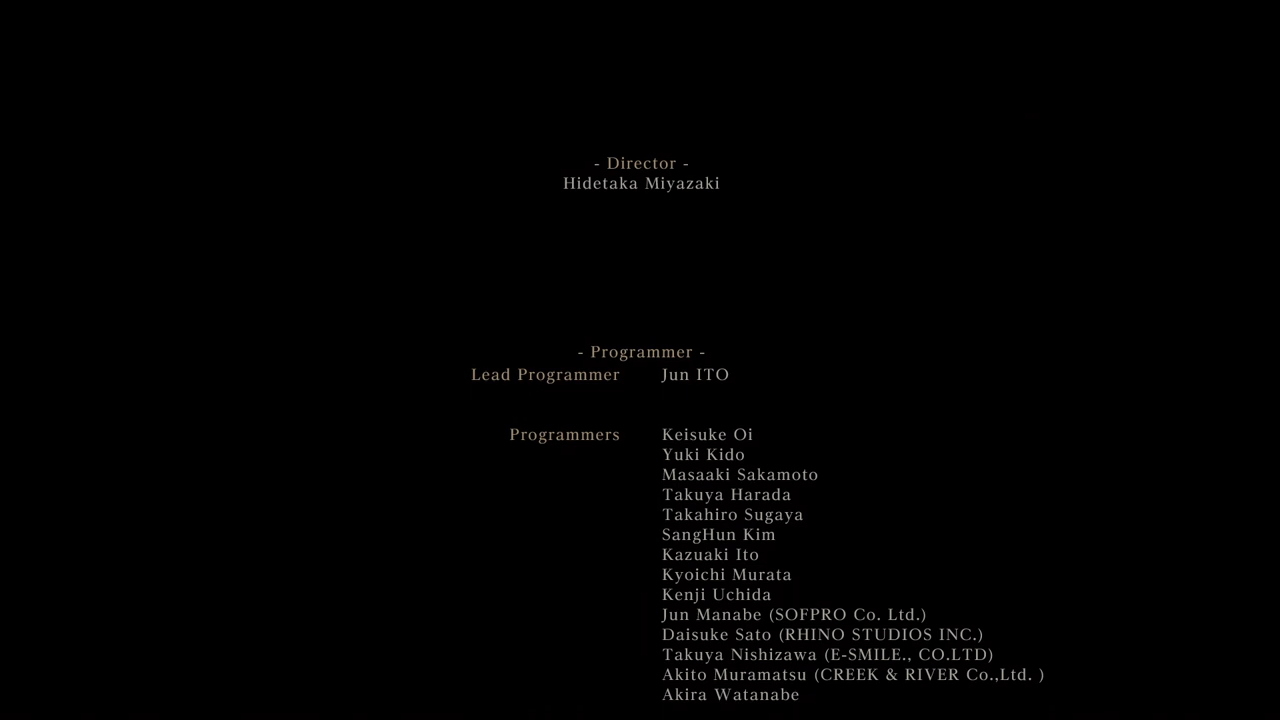 - Director -
Hidetaka Miyazaki
- Programmer -
Lead Programmer Jun ITO
Programmers Keisuke Oi
Yuki Kido
Masaaki Sakamoto
Takuya Harada
Takahiro Sugaya
SangHun Kim
Kazuaki Ito
Kyoichi Murata
Kenji Uchida
Jun Manabe (SOFPRO Co. Ltd.)
Daisuke Sato (RHINO STUDIOS INC.)
Takuya Nishizawa (E-SMILE., CO.LTD)
Akito Muramatsu (CREEK & RIVER Co.,Ltd. )
Akira Watanabe